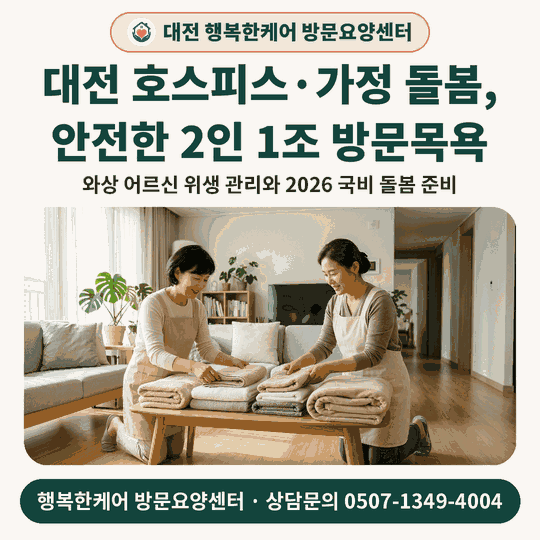 대전 행복한케어 방문요양센터
대전 호스피스·가정 돌봄,
안전한 2인 1조 방문목욕
와상 어르신 위생 관리와 2026 국비 돌봄 준비
행복한케어 방문요양센터 · 상담문의 0507-1349-4004